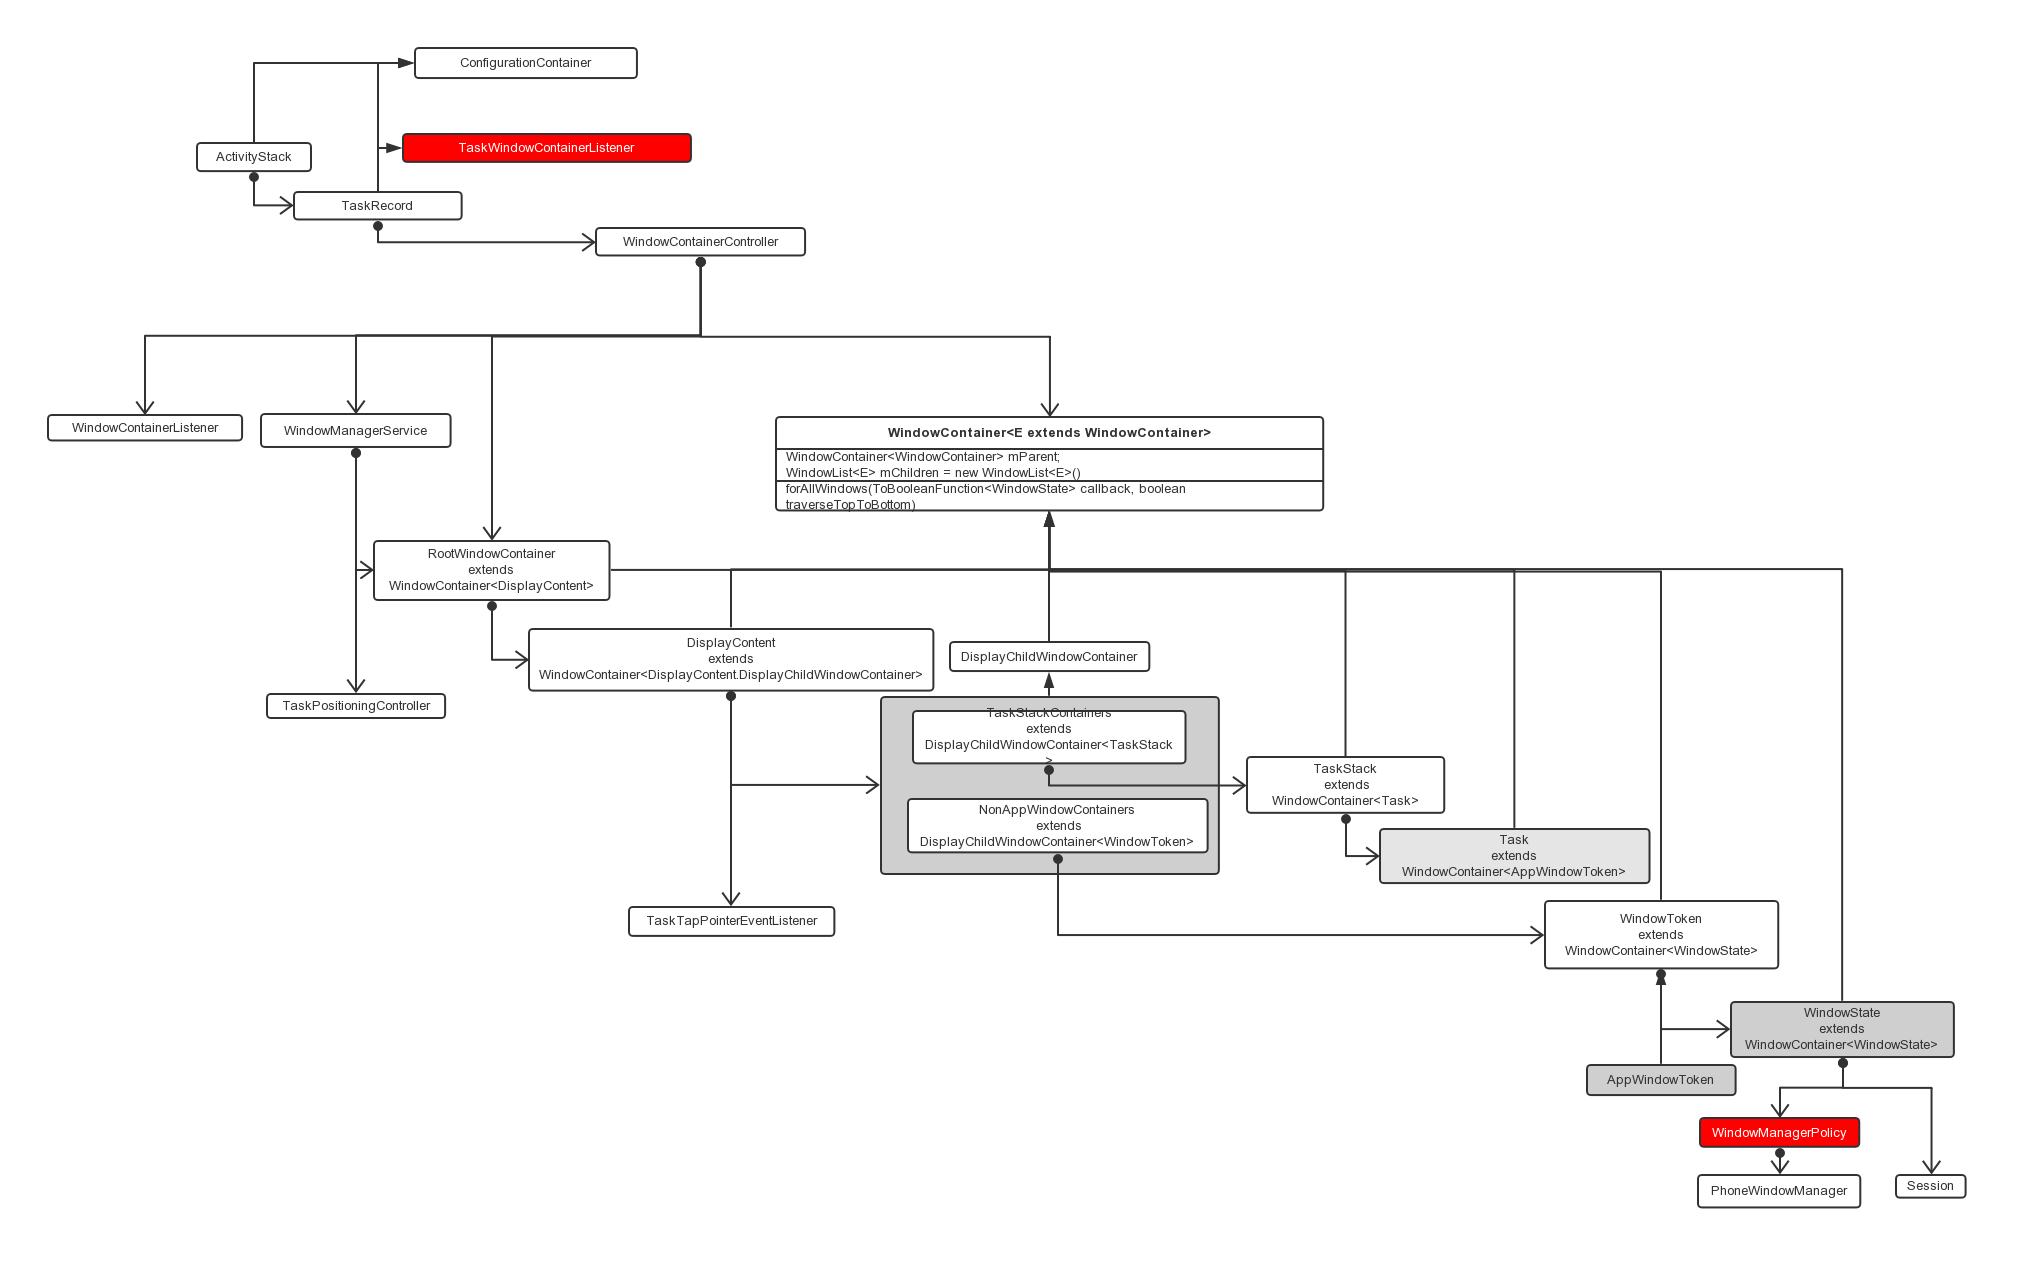 ConfigurationContainer
TaskWindowContainerListener
ActivityStack
TaskRecord
WindowContainerController
WindowContainerListener
WindowManagerService
WindowContainer<E extends WindowContainer>
WindowContainer<WindowContainer> mParent;
WindowList<E> mChildren = new WindowList<E>()
forAllWindows(ToBooleanFunction<WindowState> callback, boolean
traverseTopToBottom)
RootWindowContainer
extends
WindowContainer<DisplayContent>
DisplayContent
extends
WindowContainer<DisplayContent.DisplayChildWindowContainer>
DisplayChildWindowContainer
TaskPositioningController
TaskStackContainers
extends
DisplayChildWindowContainer<TaskStack
>
TaskStack
extends
WindowContainer<Task>
NonAppWindowContainers
extends
DisplayChildWindowContainer<WindowToken>
Task
extends
WindowContainer<AppWindowToken>
TaskTapPointerEventListener
WindowToken
extends
WindowContainer<WindowState>
WindowState
extends
WindowContainer<WindowState>
AppWindowToken
WindowManagerPolicy
PhoneWindowManager
Session